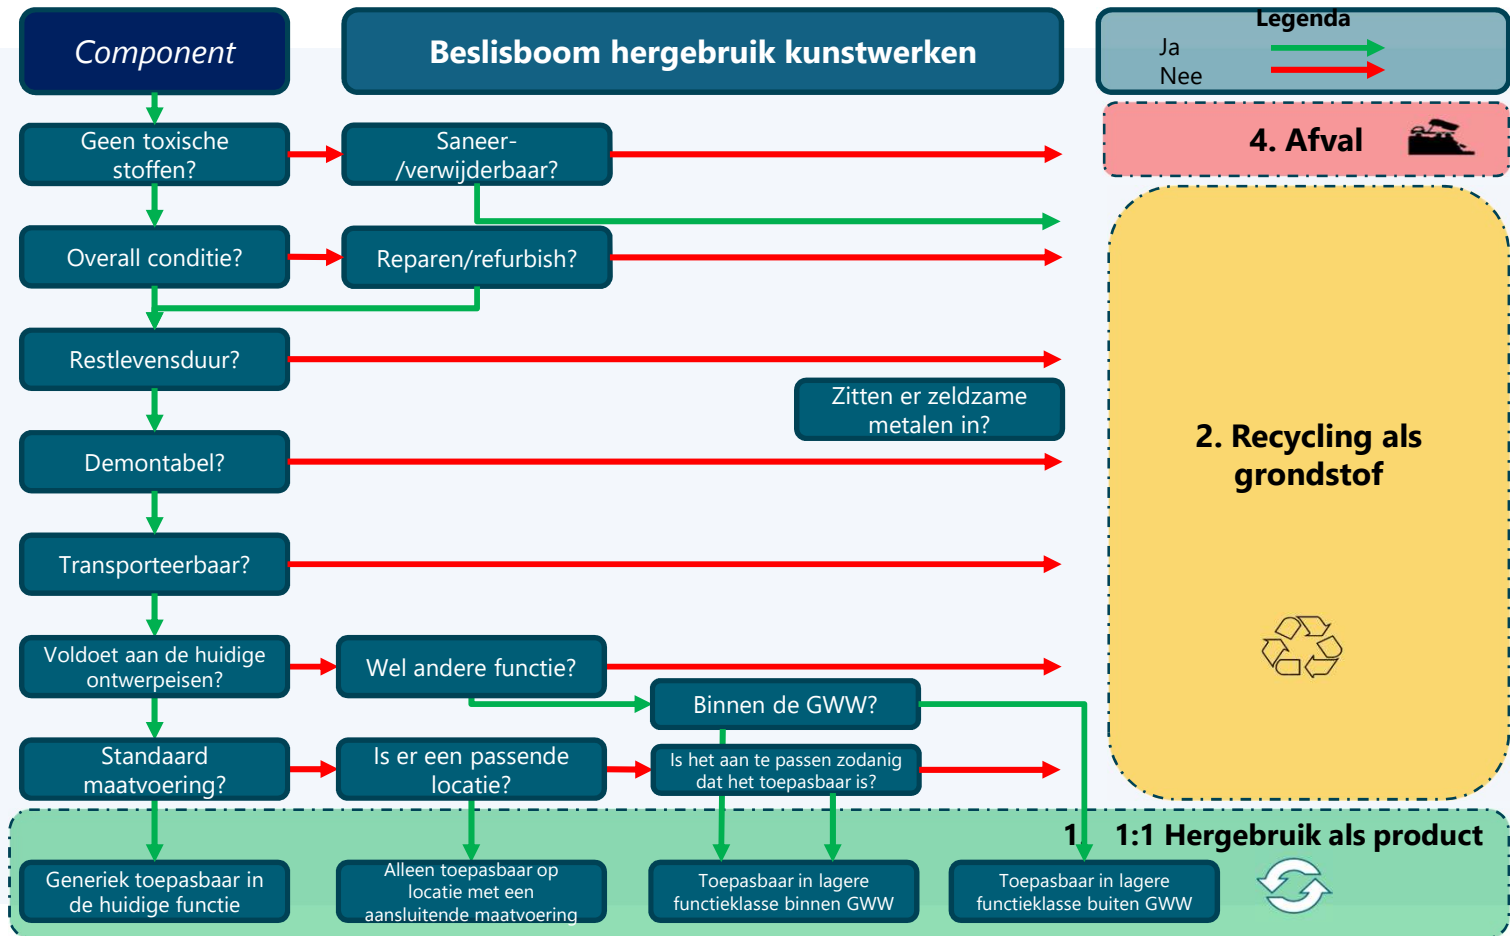 Component
Beslisboom hergebruik kunstwerken
Legenda
Ja
Nee
Geen toxische
stoffen?
Saneer-
/verwijderbaar?
4. Afval
Overall conditie?
Reparen/refurbish?
Restlevensduur?
Zitten er zeldzame
metalen in?
2. Recycling als
grondstof
Demontabel?
Transporteerbaar?
Voldoet aan de huidige
ontwerpeisen?
Wel andere functie?
Binnen de GWW?
Standaard
maatvoering?
Is er een passende
locatie?
Is het aan te passen zodanig
dat het toepasbaar is?
1 1:1 Hergebruik als product
Generiek toepasbaar in
de huidige functie
Alleen toepasbaar op
locatie met een
aansluitende maatvoering
Toepasbaar in lagere
functieklasse binnen GWW
Toepasbaar in lagere
functieklasse buiten GWW